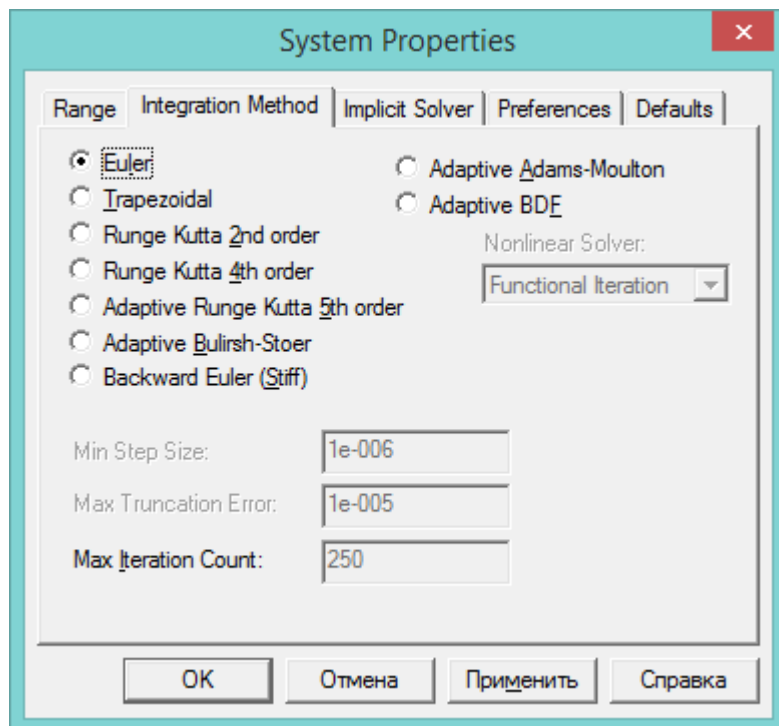 System Properties
Range Integration Method Implicit Solver Preferences Defaults
Euler
Trapezoidal
Runge Kutta 2nd order
Runge Kutta 4th order
Adaptive Runge Kutta 5th order
Adaptive Bulirsh-Stoer
Backward Euler (Stiff)
Adaptive Adams-Moulton
Adaptive BDF
Nonlinear Solver:
Functional Iteration
Min Step Size: 1e-006
Max Truncation Error: 1e-005
Max Iteration Count: 250
OK Отмена Применить Справка